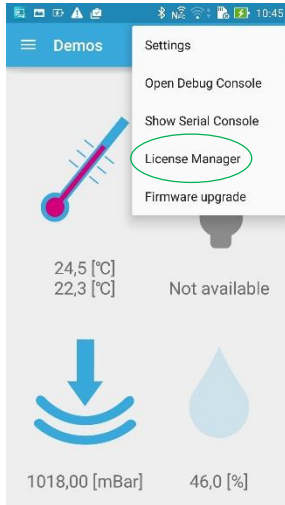 10:45
Demos
Settings
Open Debug Console
Show Serial Console
License Manager
Firmware upgrade
24,5 [°C]
22,3 [°C]
Not available
1018,00 [mBar]
46,0 [%]